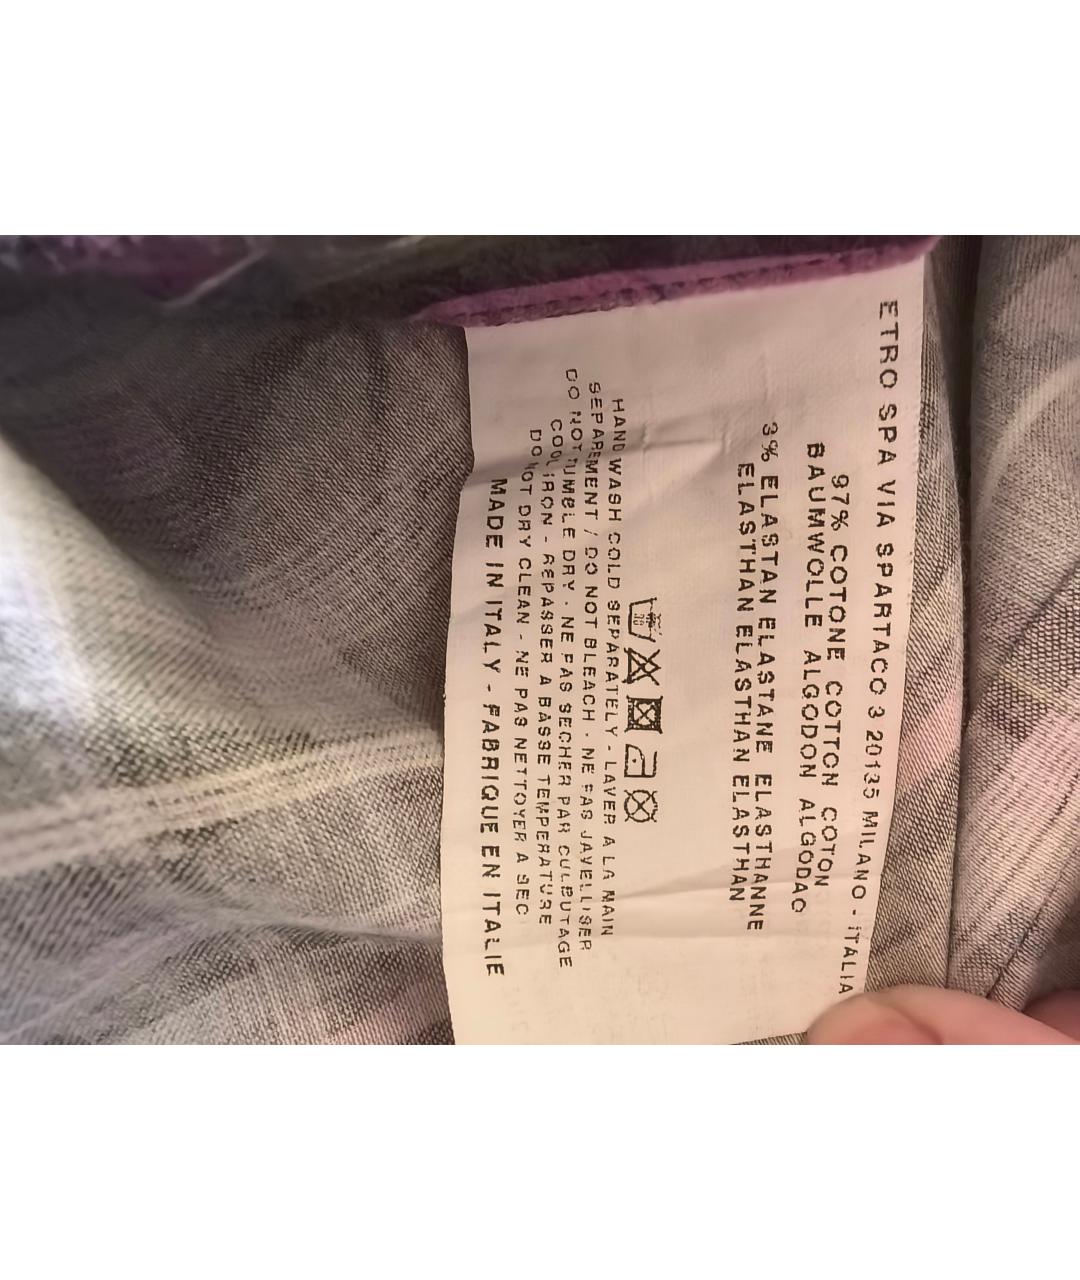 ETRO SPA VIA SPARTACO 3 20135 MILANO - ITALIA
97% COTONE COTTON COTON
BAUMWOLLE ALGODON ALGODAO
3% ELASTAN ELASTANE ELASTHANNE
ELASTHAN ELASTHAN ELASTHAN
HAND WASH COLD SEPARATELY - LAVER A LA MAIN
SEPAREMENT / DO NOT BLEACH - NE PAS JAVELLISER
DO NOT TUMBLE DRY - NE PAS SECHER PAR CULBUTAGE
COOL IRON - REPASSER A BASSE TEMPERATURE
DO NOT DRY CLEAN - NE PAS NETTOYER A SEC
MADE IN ITALY - FABRIQUE EN ITALIE